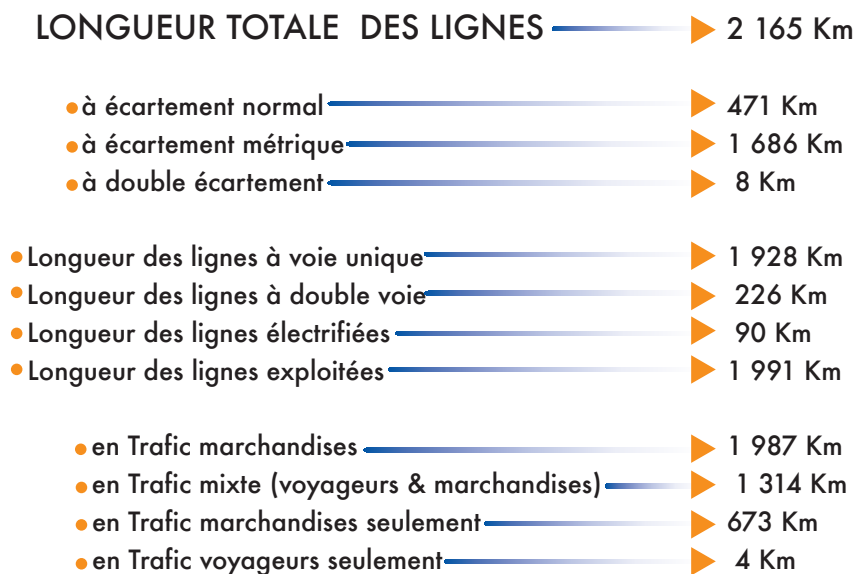 LONGUEUR TOTALE DES LIGNES 2 165 Km
à écartement normal 471 Km
à écartement métrique 1 686 Km
à double écartement 8 Km
Longueur des lignes à voie unique 1 928 Km
Longueur des lignes à double voie 226 Km
Longueur des lignes électrifiées 90 Km
Longueur des lignes exploitées 1 991 Km
en Trafic marchandises 1 987 Km
en Trafic mixte (voyageurs & marchandises) 1 314 Km
en Trafic marchandises seulement 673 Km
en Trafic voyageurs seulement 4 Km